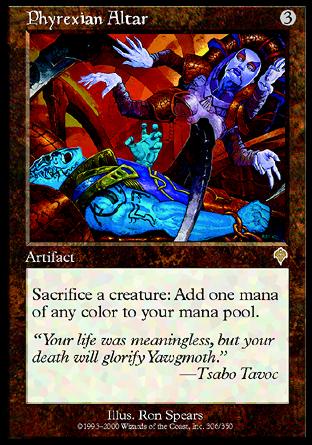 Phyrexian Altar 3
Artifact
Sacrifice a creature: Add one mana
of any color to your mana pool.
"Your life was meaningless, but your
death will glorify Yawgmoth."
—Tsabo Tavoc
Illus. Ron Spears
©1993–2000 Wizards of the Coast, Inc. 306/350